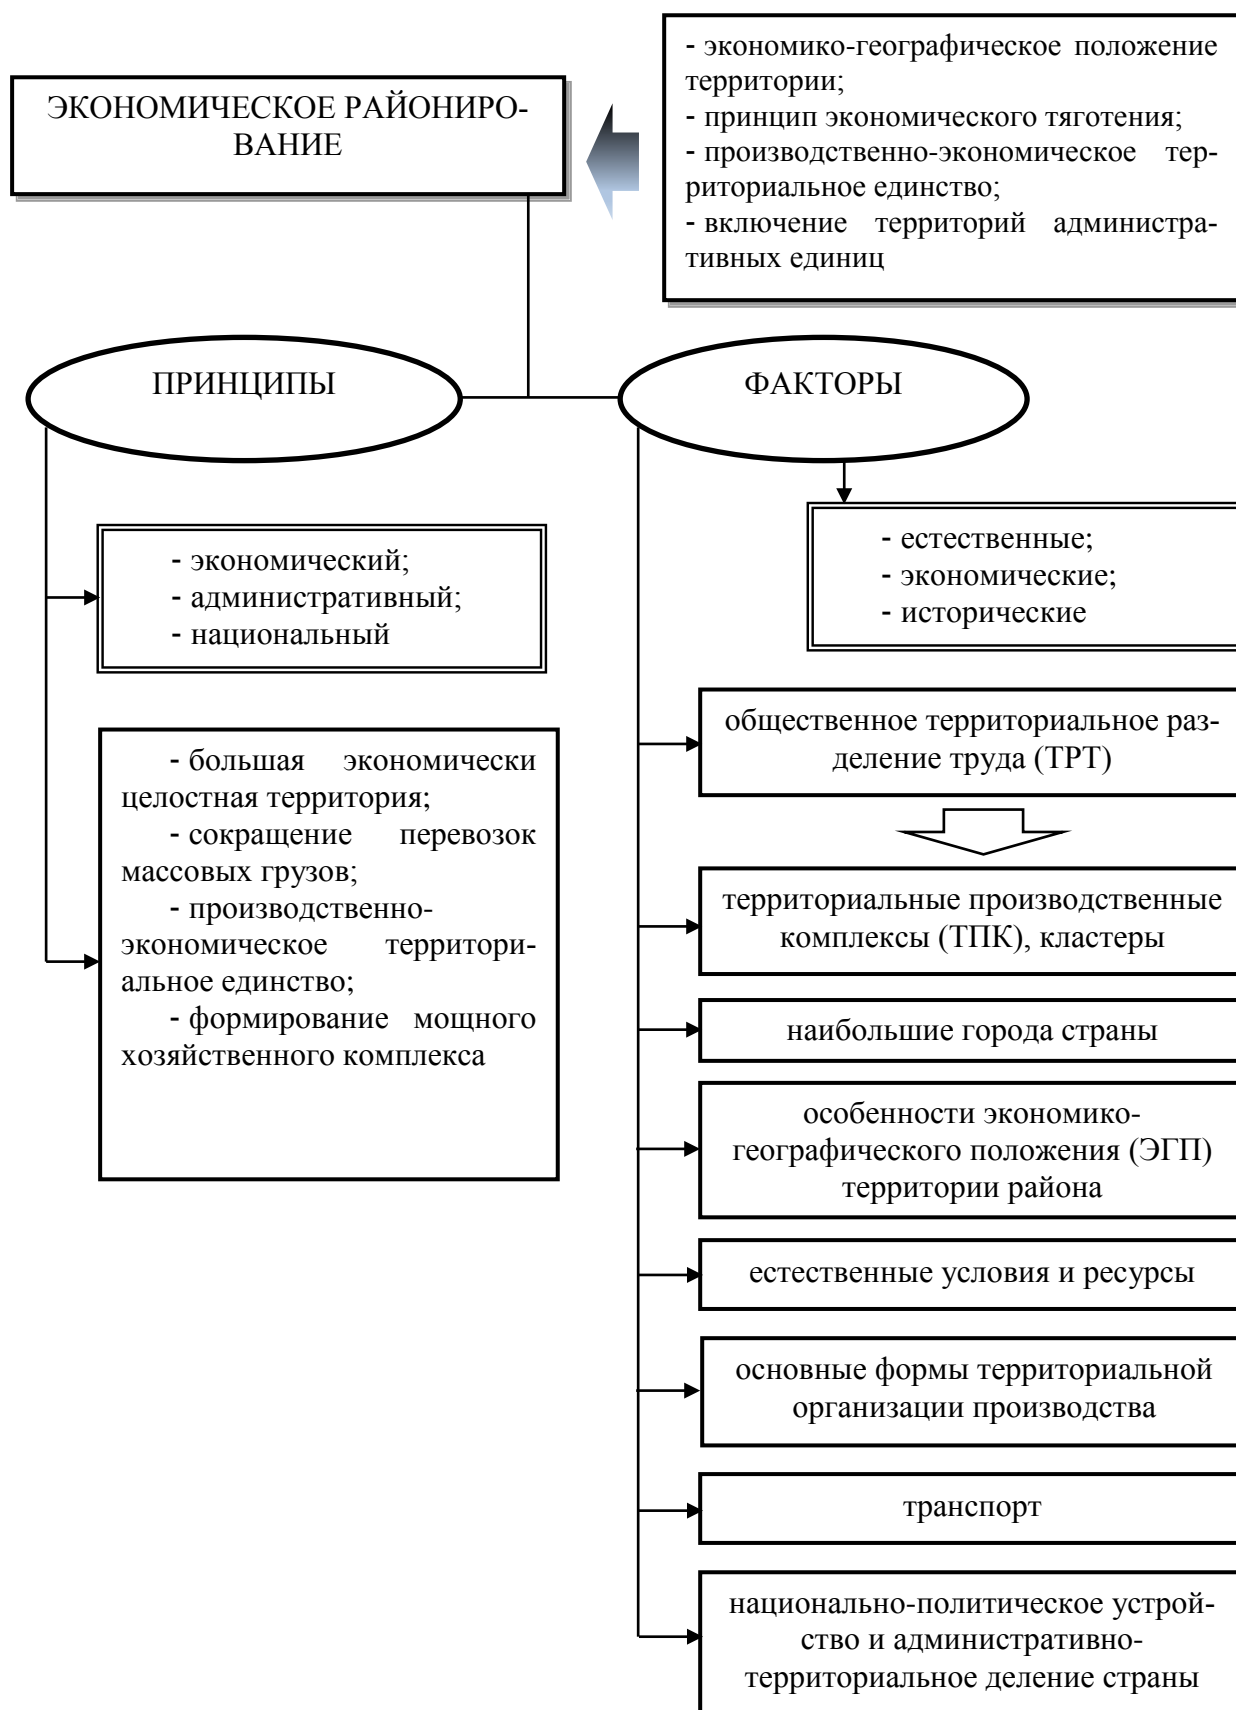 ЭКОНОМИЧЕСКОЕ РАЙОНИРО-
ВАНИЕ
- экономико-географическое положение
территории;
- принцип экономического тяготения;
- производственно-экономическое тер-
риториальное единство;
- включение территорий администра-
тивных единиц
ПРИНЦИПЫ
- экономический;
- административный;
- национальный
- большая экономически
целостная территория;
- сокращение перевозок
массовых грузов;
- производственно-
экономическое территори-
альное единство;
- формирование мощного
хозяйственного комплекса
ФАКТОРЫ
- естественные;
- экономические;
- исторические
общественное территориальное раз-
деление труда (ТРТ)
территориальные производственные
комплексы (ТПК), кластеры
наибольшие города страны
особенности экономико-
географического положения (ЭГП)
территории района
естественные условия и ресурсы
основные формы территориальной
организации производства
транспорт
национально-политическое устрой-
ство и административно-
территориальное деление страны